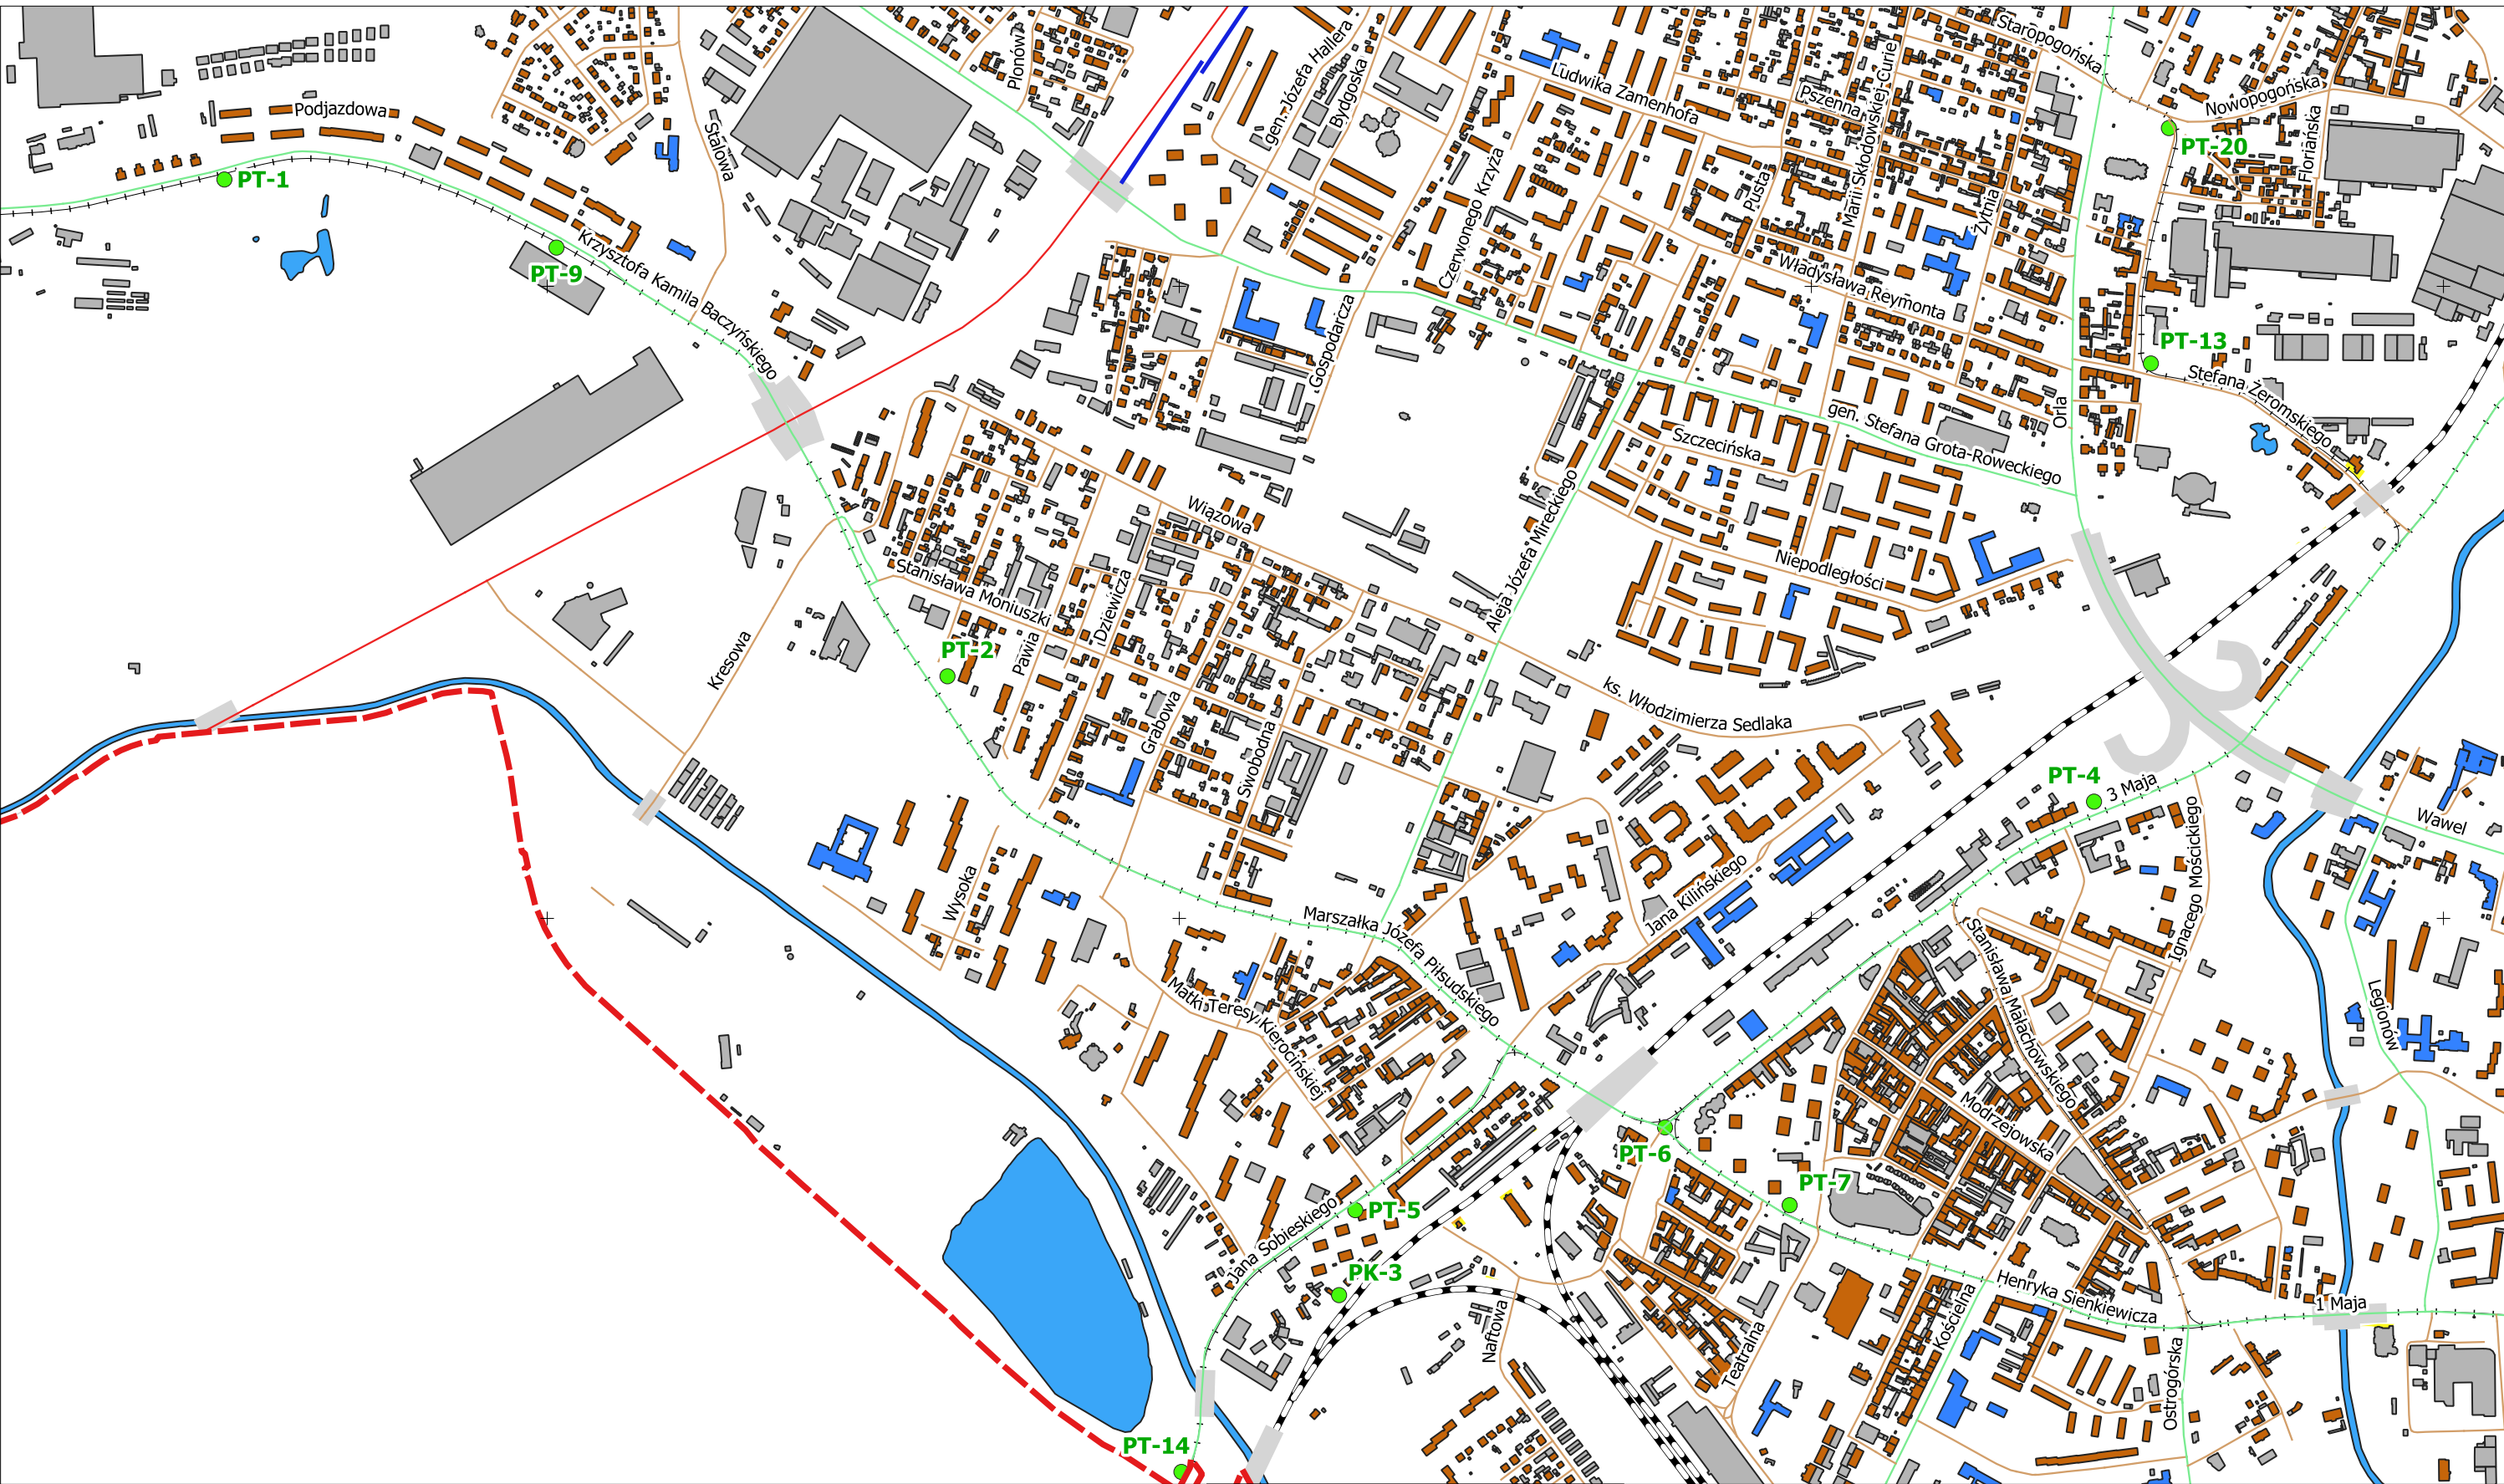 Staropogońska
Plonów
gen. Józefa Hallera
Bydgoska
Ludwika Zamenhofa
Pszenna
Marii Skłodowskiej Curie
Nowopogońska
Podjazdowa
Stalowa
PT-20
Floriańska
PT-1
Czerwonego Krzyża
Pusta
Żytnia
Krzysztofa Kamila Baczyńskiego
PT-9
Władysława Reymonta
Gospodarcza
PT-13
Stefana Żeromskiego
Orla
gen. Stefana Grota-Roweckiego
Szczecińska
Wiązowa
Aleja Józefa Mireckiego
Niepodległości
Stanisława Moniuszki
Dziewicza
Pawia
PT-2
Kresowa
ks. Włodzimierza Sedlaka
Grabowa
Swobodna
PT-4
3 Maja
Wawel
Ignacego Mościckiego
Jana Kilińskiego
Wysoka
Marszałka Józefa Piłsudskiego
Stanisława Małachowskiego
Matki Teresy Kierocińskiej
Legionów
Modrzejowska
PT-6
PT-7
PT-5
Jana Sobieskiego
PK-3
Henryka Sienkiewicza
1 Maja
Naftowa
Teatralna
Kościelna
Ostrogórska
PT-14